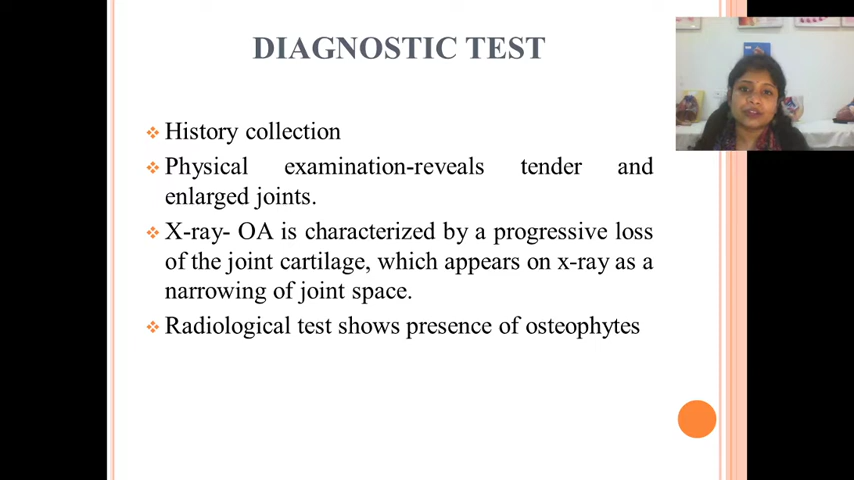 DIAGNOSTIC TEST
History collection
Physical examination-reveals tender and
enlarged joints.
X-ray- OA is characterized by a progressive loss
of the joint cartilage, which appears on x-ray as a
narrowing of joint space.
Radiological test shows presence of osteophytes